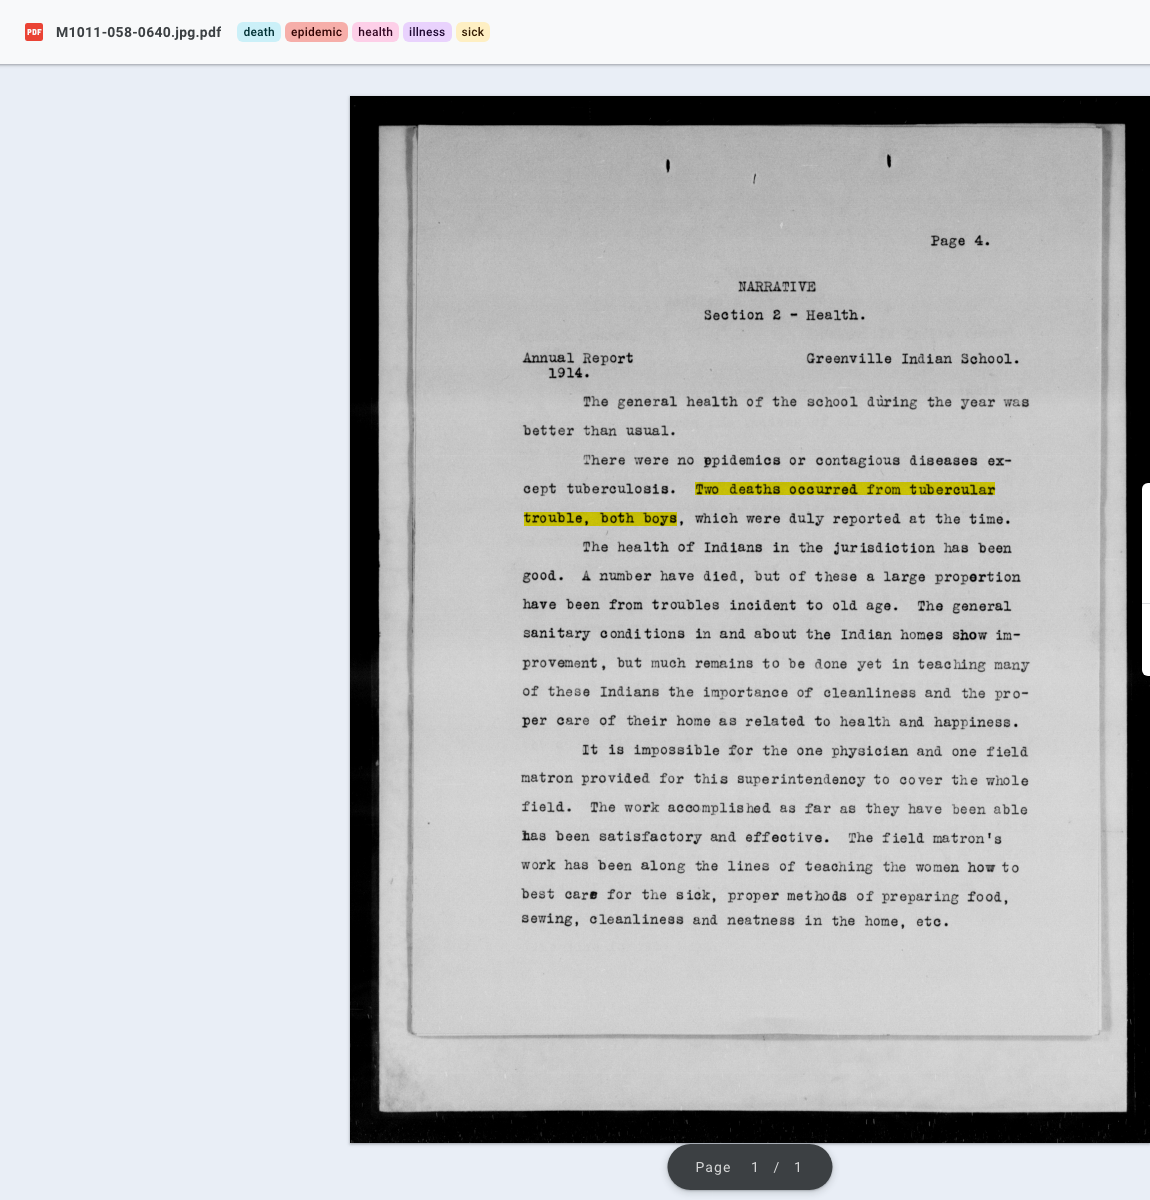 PDF M1011-058-0640.jpg.pdf death epidemic health illness sick
Page 4.
NARRATIVE
Section 2 - Health.
Annual Report Greenville Indian School.
1914.
The general health of the school during the year was
better than usual.
There were no epidemics or contagious diseases ex-
cept tuberculosis. Two deaths occurred from tubercular
trouble, both boys, which were duly reported at the time.
The health of Indians in the jurisdiction has been
good. A number have died, but of these a large proportion
have been from troubles incident to old age. The general
sanitary conditions in and about the Indian homes show im-
provement, but much remains to be done yet in teaching many
of these Indians the importance of cleanliness and the pro-
per care of their home as related to health and happiness.
It is impossible for the one physician and one field
matron provided for this superintendency to cover the whole
field. The work accomplished as far as they have been able
has been satisfactory and effective. The field matron's
work has been along the lines of teaching the women how to
best care for the sick, proper methods of preparing food,
sewing, cleanliness and neatness in the home, etc.
Page 1 / 1